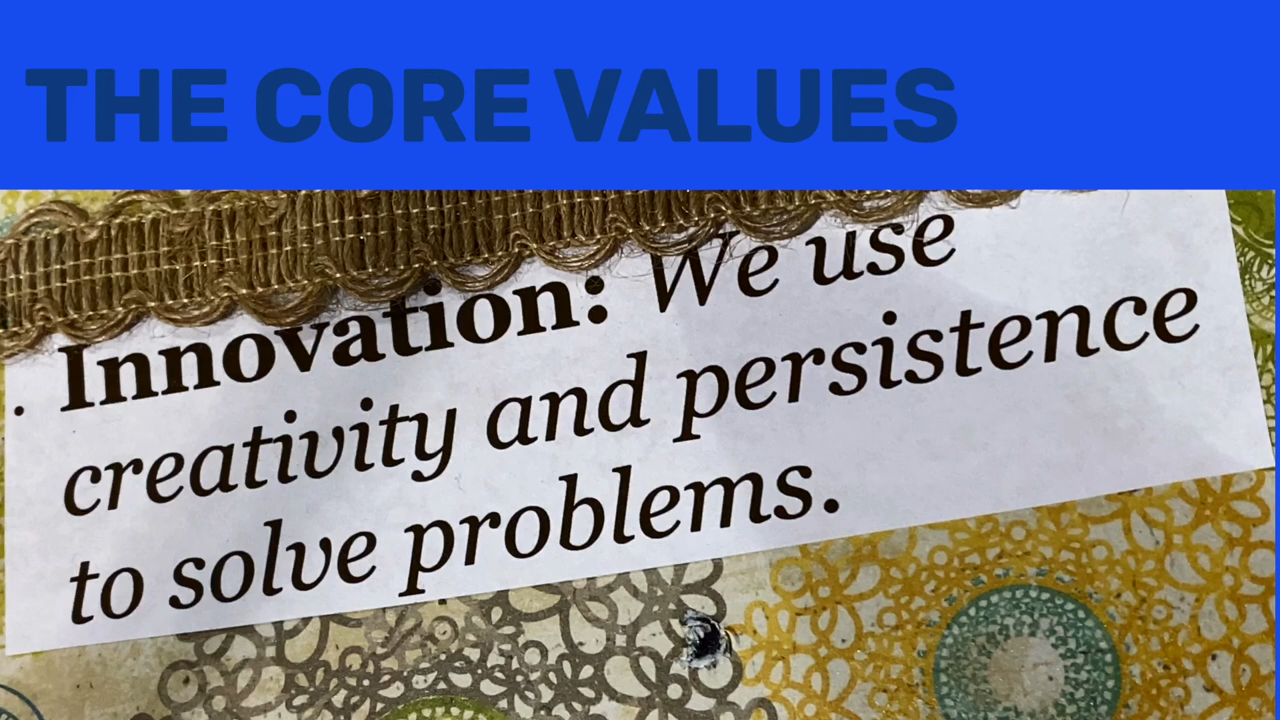 THE CORE VALUES
. Innovation: We use
creativity and persistence
to solve problems.